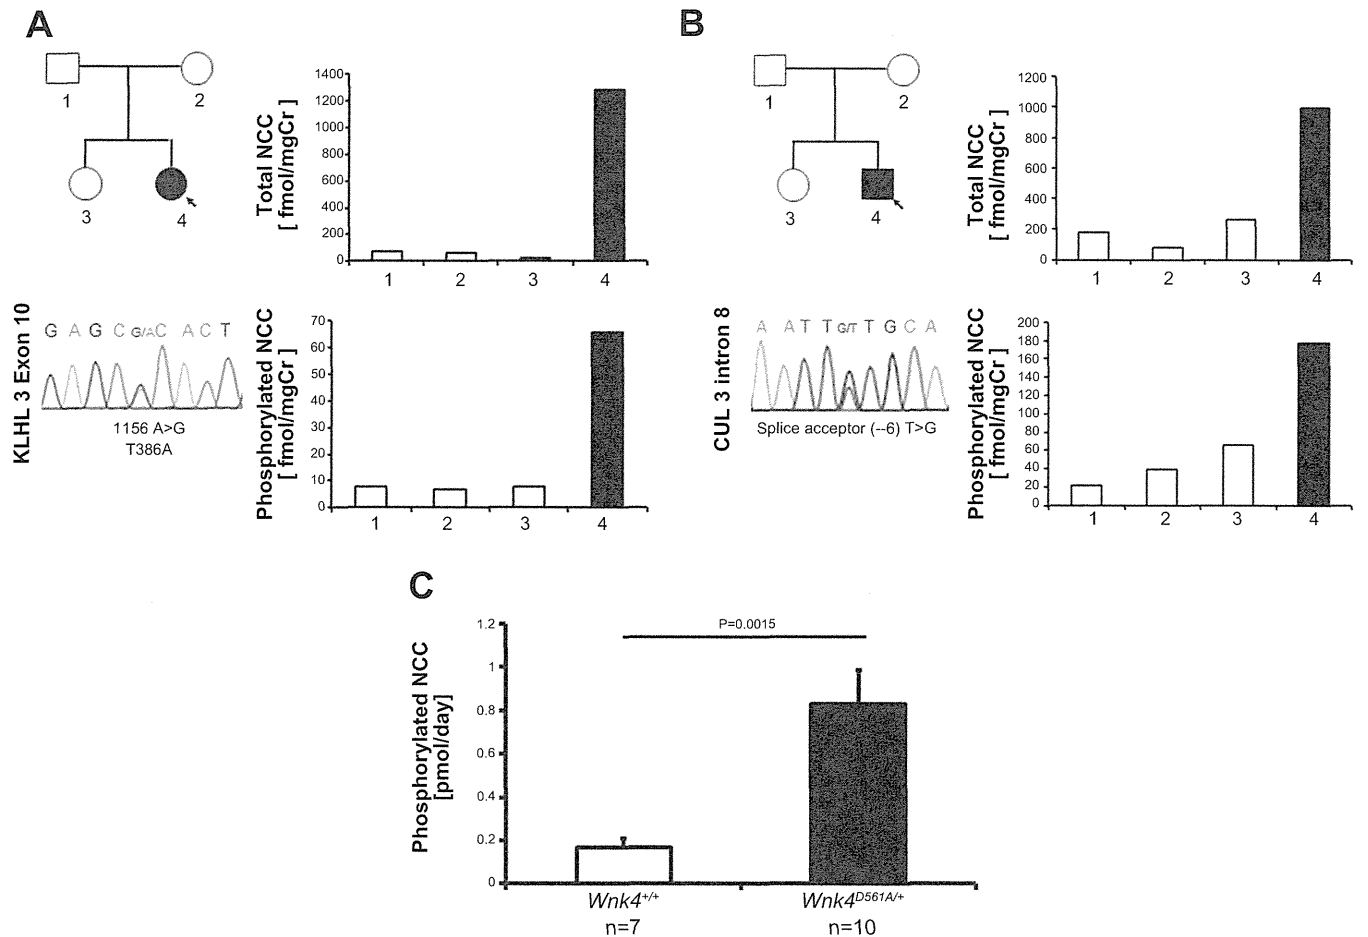 A
1
2
3
4
Total NCC
[ fmol/mgCr ]
1400
1200
1000
800
600
400
200
0
1 2 3 4
KLHL 3 Exon 10
G A G C G/A C A C T
1156 A>G
T386A
Phosphorylated NCC
[ fmol/mgCr ]
70
60
50
40
30
20
10
0
1 2 3 4
B
1
2
3
4
Total NCC
[ fmol/mgCr ]
1200
1000
800
600
400
200
0
1 2 3 4
CUL 3 intron 8
A A T T G/T T G C A
Splice acceptor (--6) T>G
Phosphorylated NCC
[ fmol/mgCr ]
200
180
160
140
120
100
80
60
40
20
0
1 2 3 4
C
Phosphorylated NCC
[pmol/day]
1.2
1
0.8
0.6
0.4
0.2
0
P=0.0015
Wnk4+/+
n=7
Wnk4D561A/+
n=10